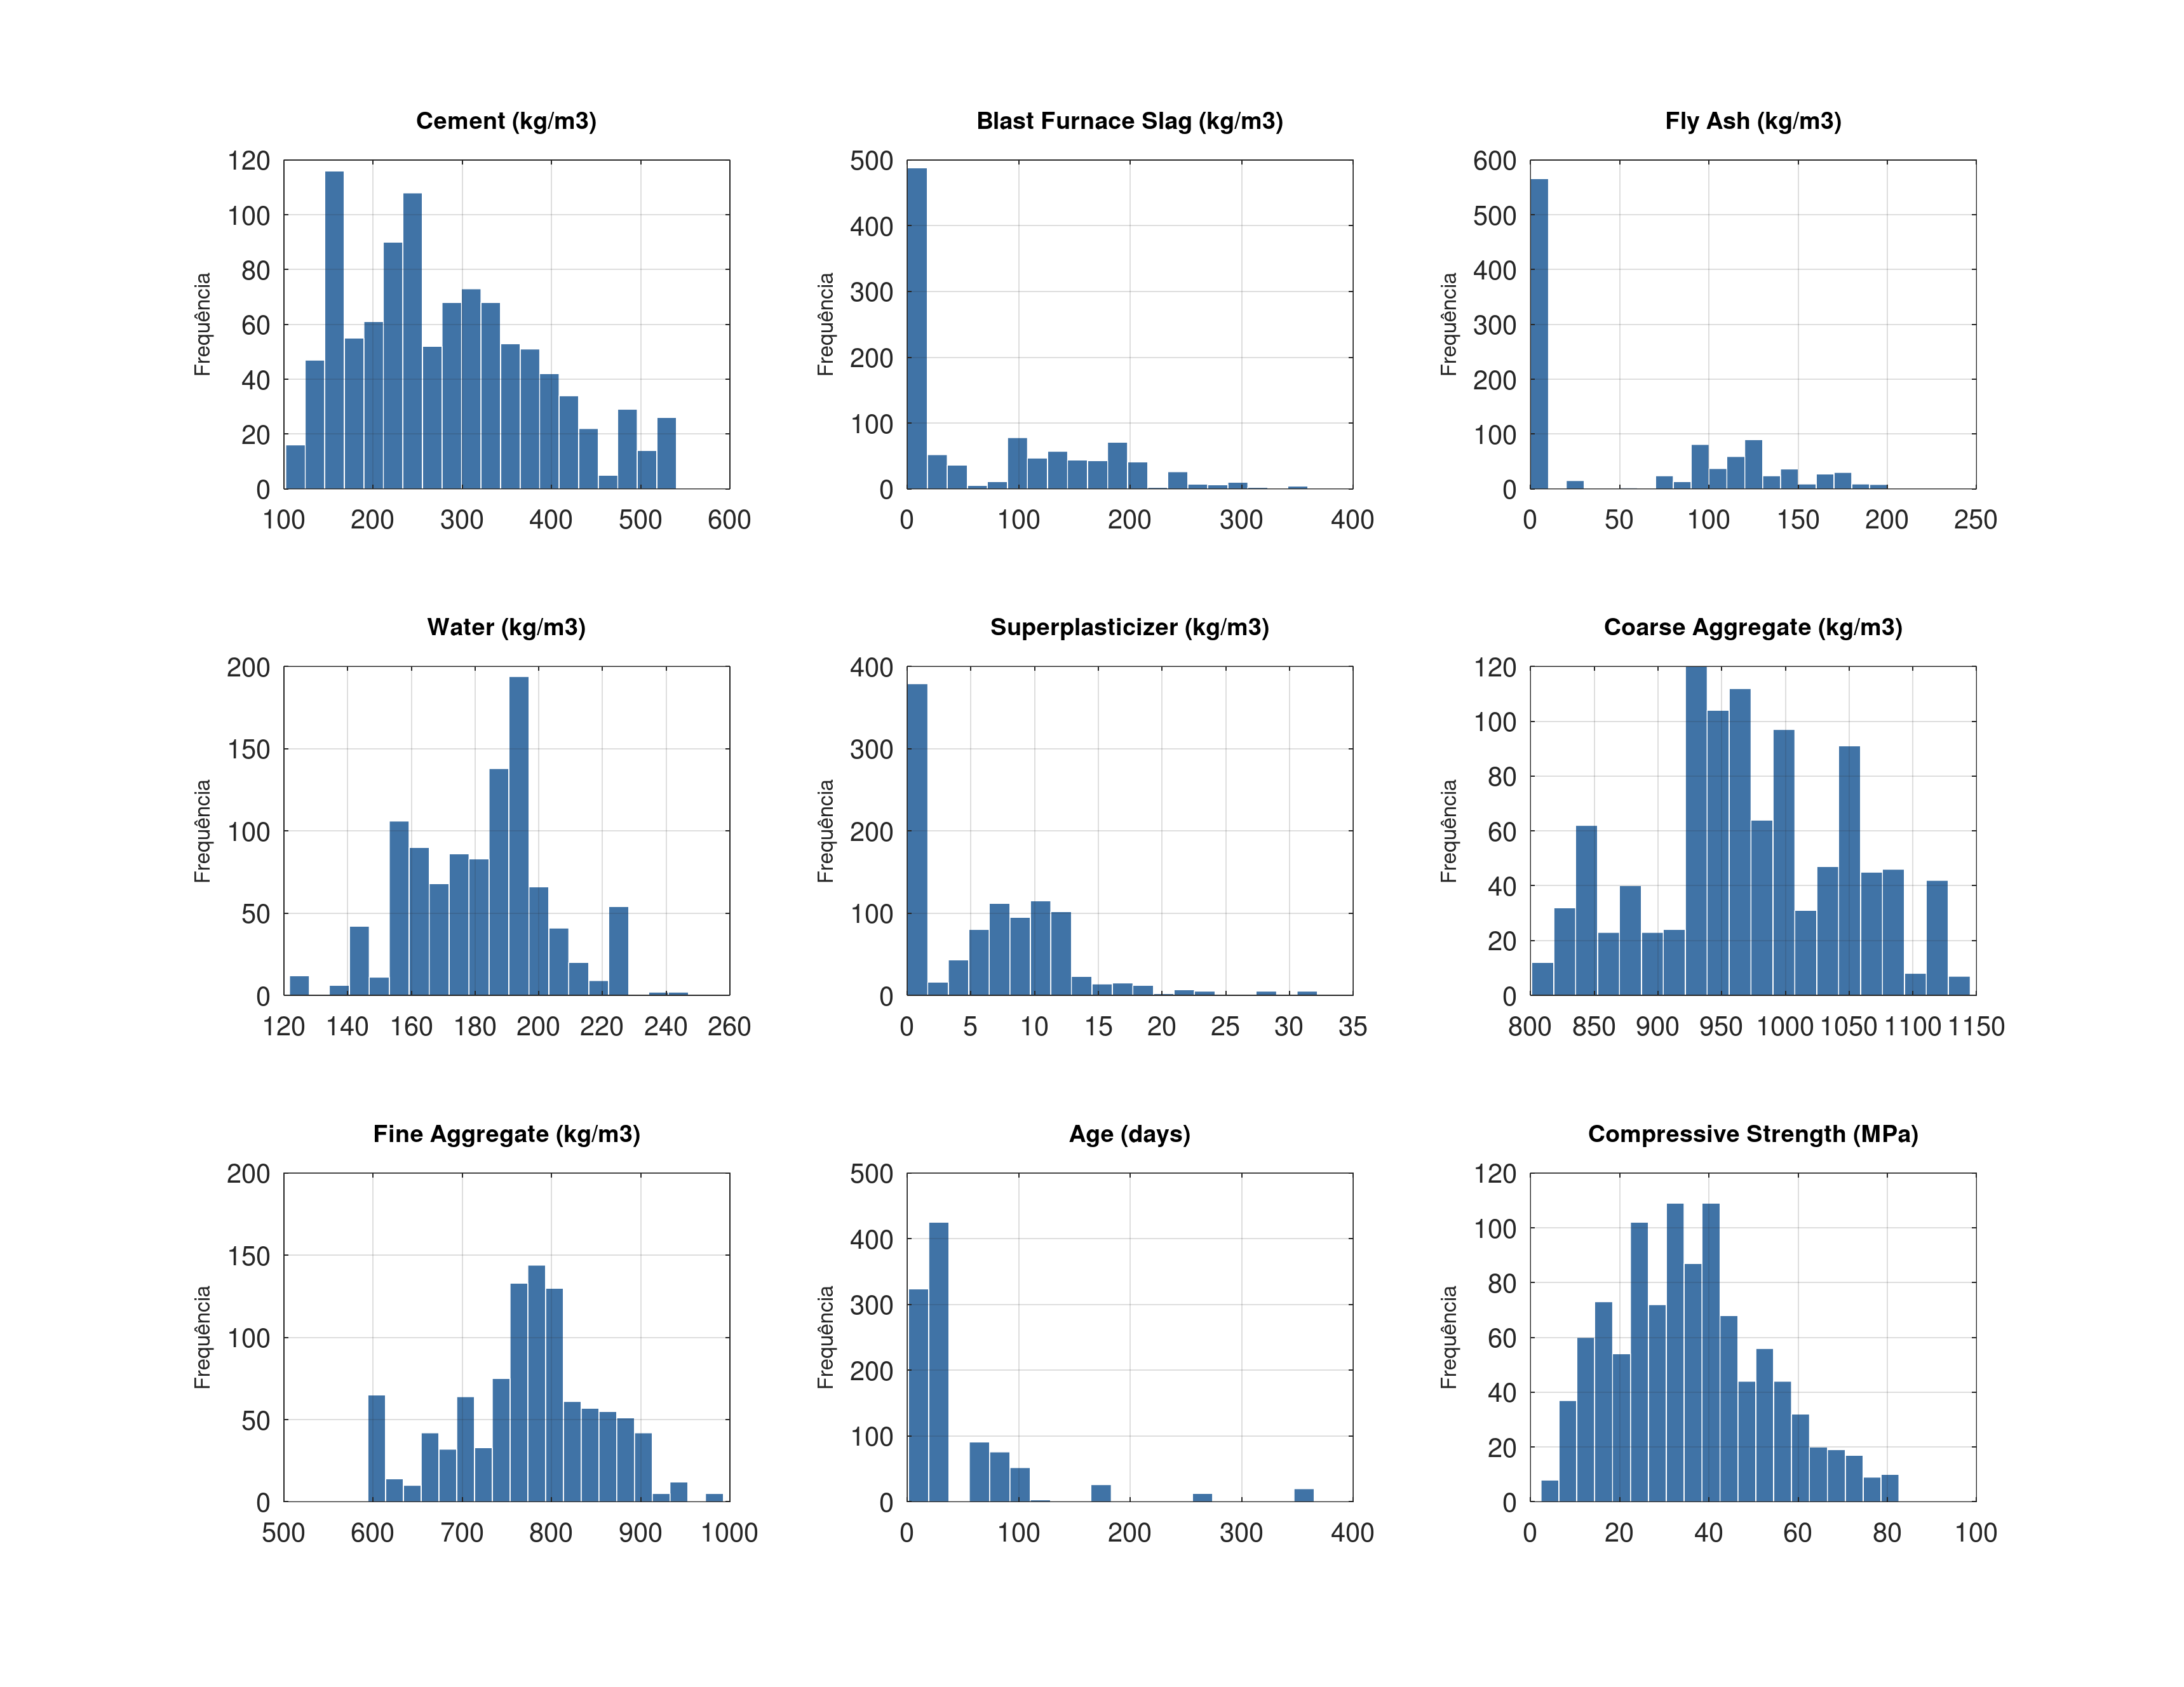 Cement (kg/m3)
Frequência
120
100
80
60
40
20
0
100 200 300 400 500 600
Blast Furnace Slag (kg/m3)
Frequência
500
400
300
200
100
0
0 100 200 300 400
Fly Ash (kg/m3)
Frequência
600
500
400
300
200
100
0
0 50 100 150 200 250
Water (kg/m3)
Frequência
200
150
100
50
0
120 140 160 180 200 220 240 260
Superplasticizer (kg/m3)
Frequência
400
300
200
100
0
0 5 10 15 20 25 30 35
Coarse Aggregate (kg/m3)
Frequência
120
100
80
60
40
20
0
800 850 900 950 1000 1050 1100 1150
Fine Aggregate (kg/m3)
Frequência
200
150
100
50
0
500 600 700 800 900 1000
Age (days)
Frequência
500
400
300
200
100
0
0 100 200 300 400
Compressive Strength (MPa)
Frequência
120
100
80
60
40
20
0
0 20 40 60 80 100